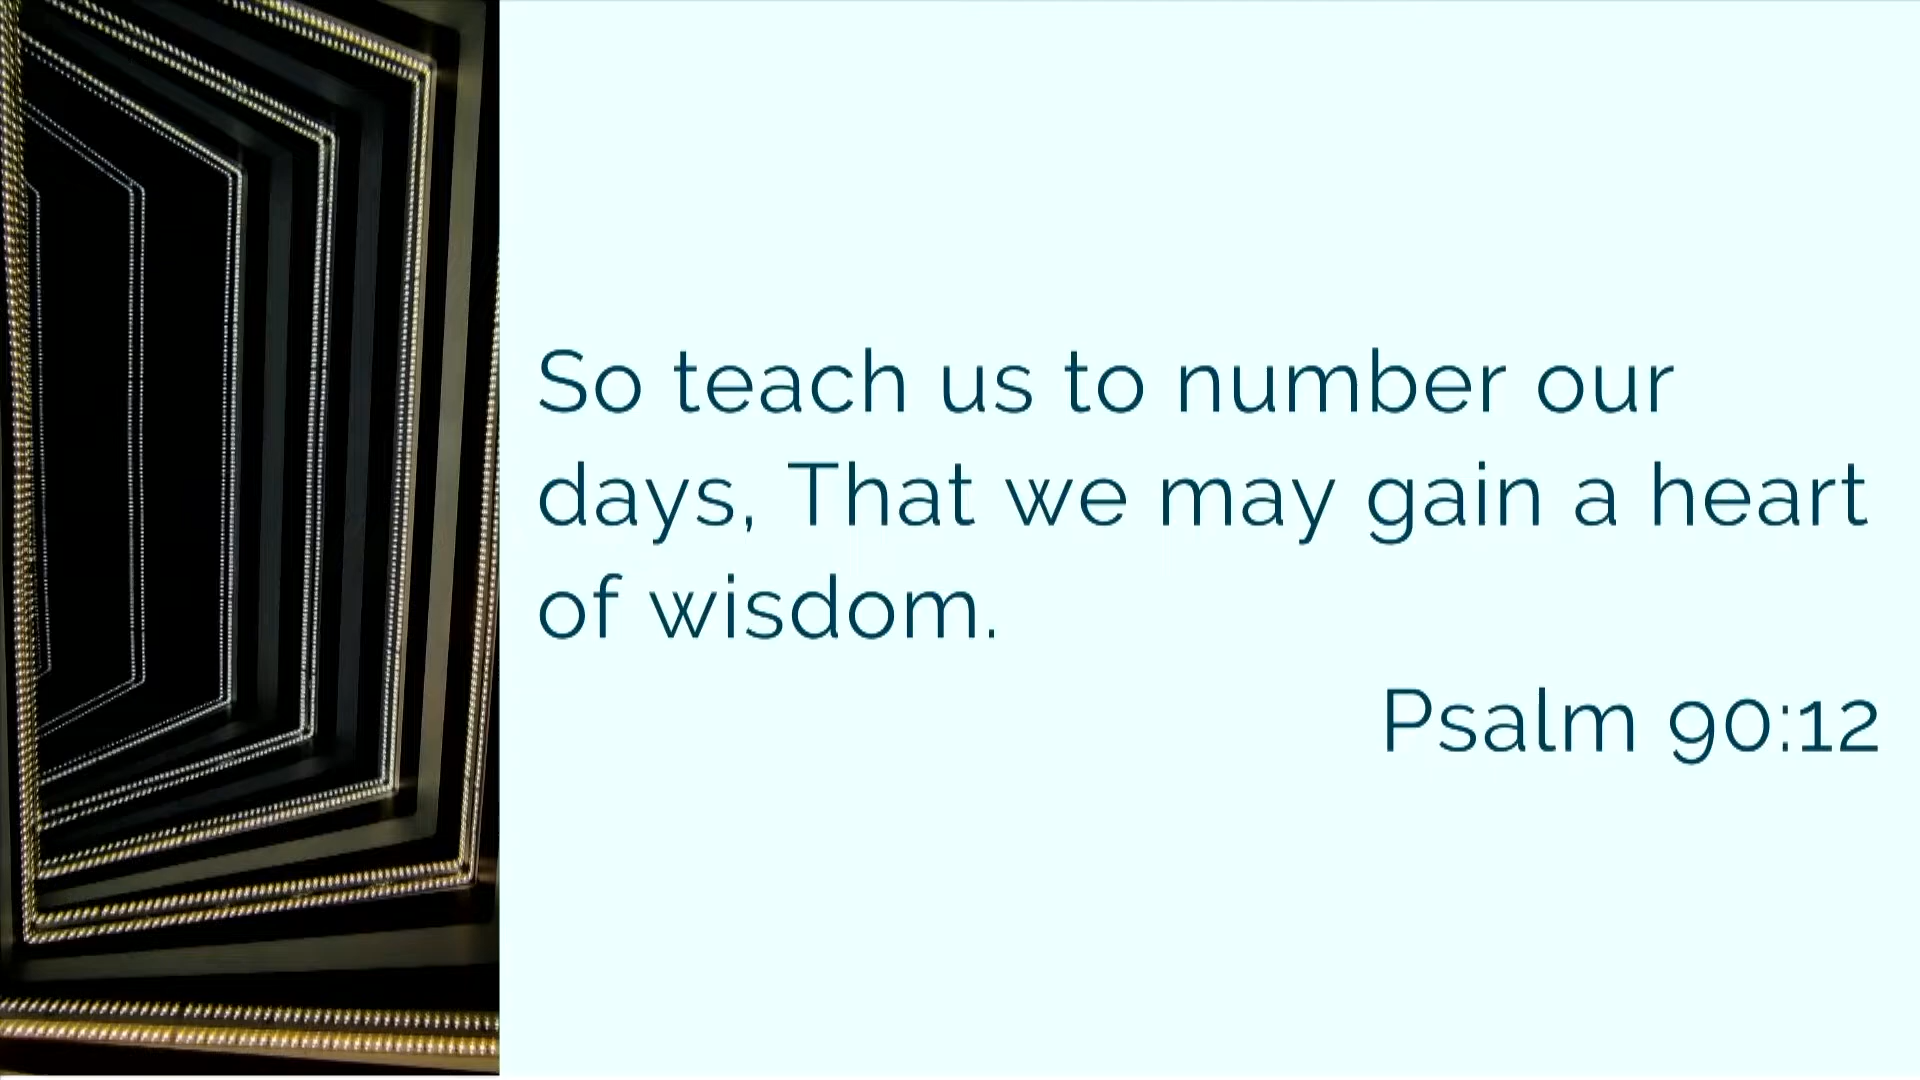 So teach us to number our
days, That we may gain a heart
of wisdom.
Psalm 90:12